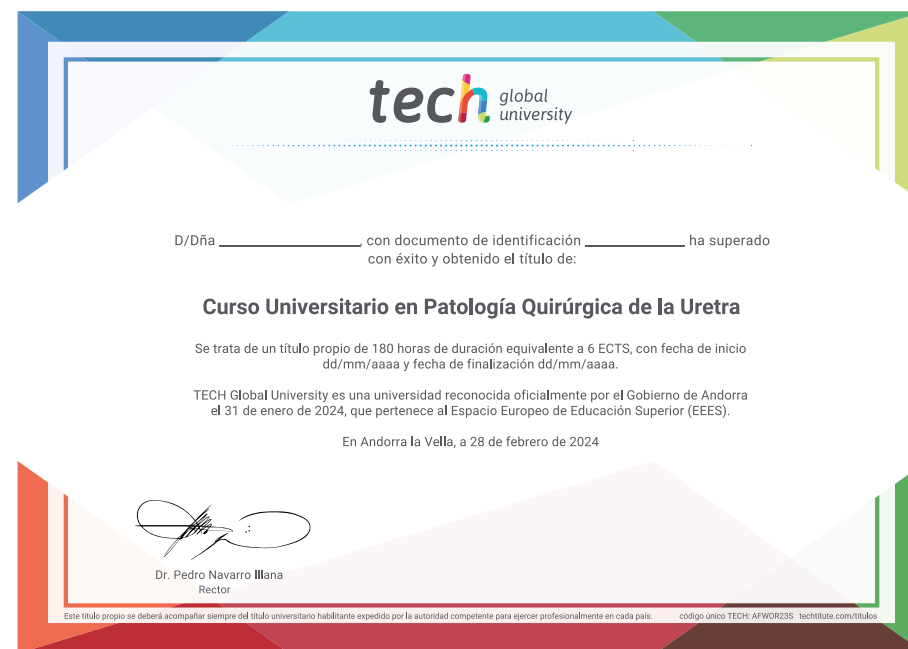 tech global university
D/Dña ____________________, con documento de identificación ______________ ha superado
con éxito y obtenido el título de:
Curso Universitario en Patología Quirúrgica de la Uretra
Se trata de un título propio de 180 horas de duración equivalente a 6 ECTS, con fecha de inicio
dd/mm/aaaa y fecha de finalización dd/mm/aaaa.
TECH Global University es una universidad reconocida oficialmente por el Gobierno de Andorra
el 31 de enero de 2024, que pertenece al Espacio Europeo de Educación Superior (EEES).
En Andorra la Vella, a 28 de febrero de 2024
Dr. Pedro Navarro Illana
Rector
Este título propio se deberá acompañar siempre del título universitario habilitante expedido por la autoridad competente para ejercer profesionalmente en cada país. código único TECH: AFWOR23S techtitute.com/titulos